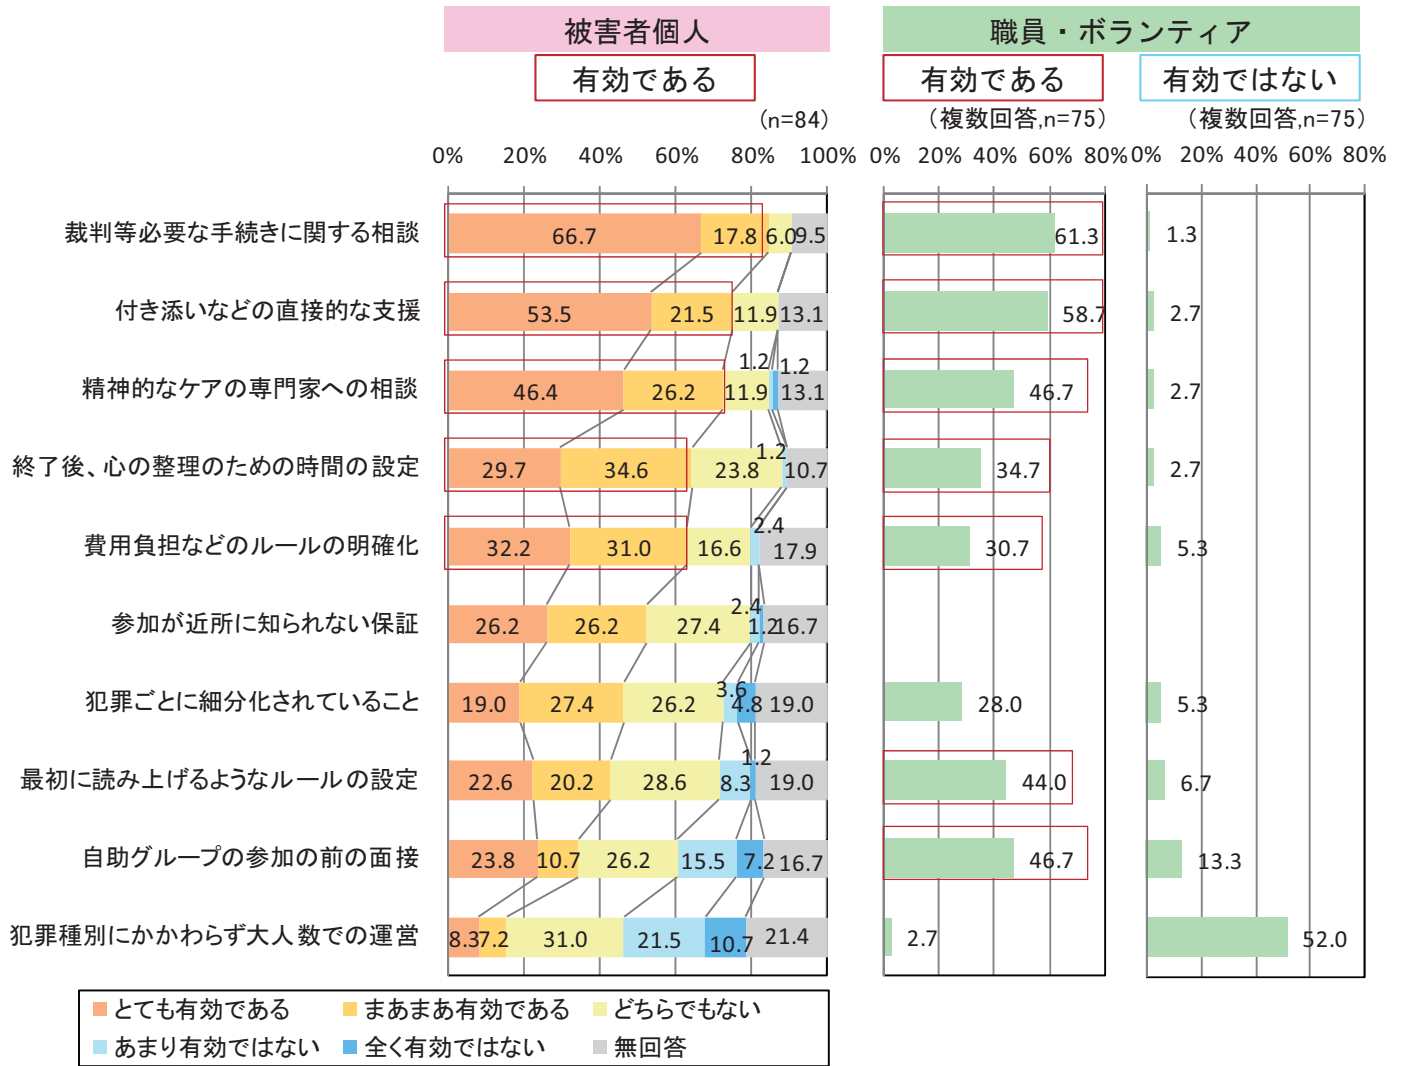 被害者個人
職員・ボランティア
有効である
有効である
有効ではない
(n=84)
(複数回答,n=75)
(複数回答,n=75)
0% 20% 40% 60% 80% 100%
0% 20% 40% 60% 80%
0% 20% 40% 60% 80%
裁判等必要な手続きに関する相談 66.7 17.8 6.0 9.5 61.3 1.3
付き添いなどの直接的な支援 53.5 21.5 11.9 13.1 58.7 2.7
精神的なケアの専門家への相談 46.4 26.2 11.9 1.2 1.2 13.1 46.7 2.7
終了後、心の整理のための時間の設定 29.7 34.6 23.8 1.2 10.7 34.7 2.7
費用負担などのルールの明確化 32.2 31.0 16.6 2.4 17.9 30.7 5.3
参加が近所に知られない保証 26.2 26.2 27.4 2.4 1.2 16.7
犯罪ごとに細分化されていること 19.0 27.4 26.2 3.6 4.8 19.0 28.0 5.3
最初に読み上げるようなルールの設定 22.6 20.2 28.6 8.3 1.2 19.0 44.0 6.7
自助グループの参加の前の面接 23.8 10.7 26.2 15.5 7.2 16.7 46.7 13.3
犯罪種別にかかわらず大人数での運営 8.3 7.2 31.0 21.5 10.7 21.4 2.7 52.0
とても有効である まあまあ有効である どちらでもない
あまり有効ではない 全く有効ではない 無回答